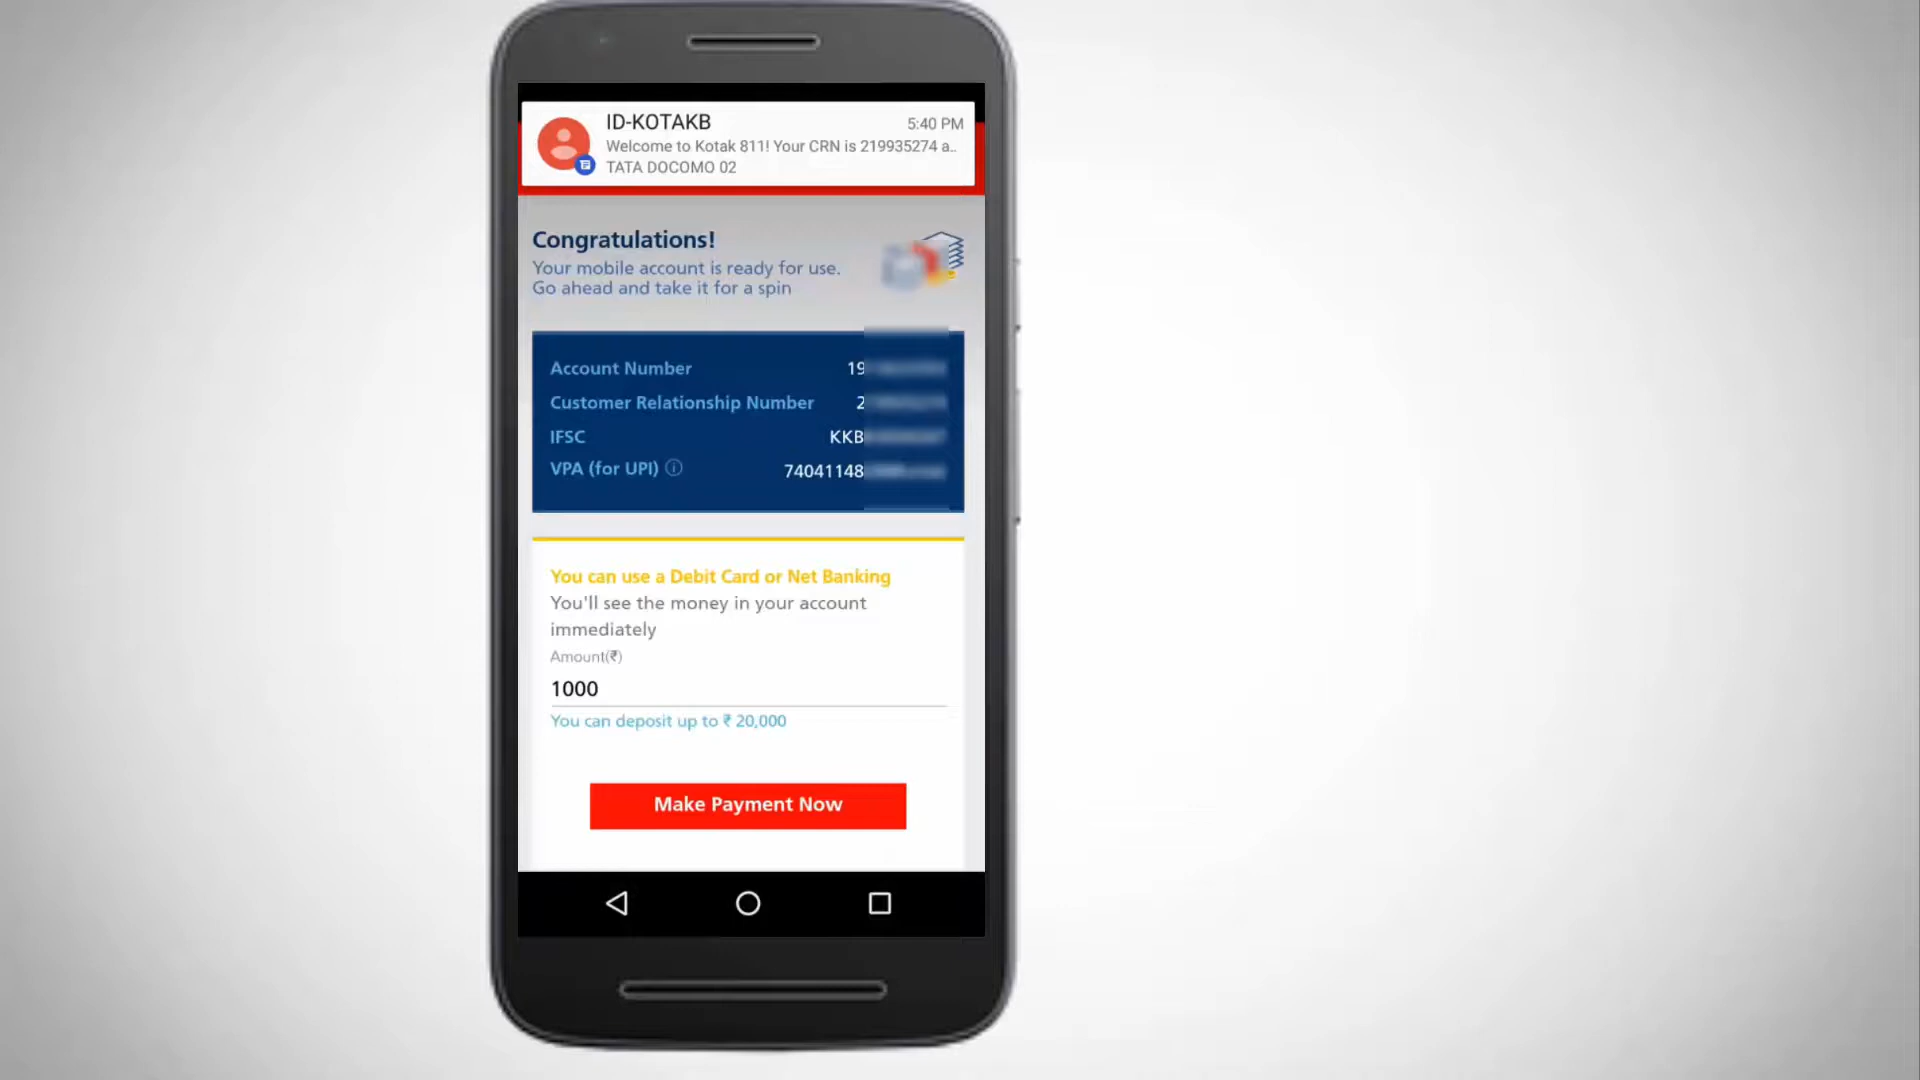 ID-KOTAKB 5:40 PM
Welcome to Kotak 811! Your CRN is 219935274 a..
TATA DOCOMO 02
Congratulations!
Your mobile account is ready for use.
Go ahead and take it for a spin
Account Number 19
Customer Relationship Number 2
IFSC KKB
VPA (for UPI) 74041148
You can use a Debit Card or Net Banking
You'll see the money in your account
immediately
Amount(₹)
1000
You can deposit up to ₹ 20,000
Make Payment Now